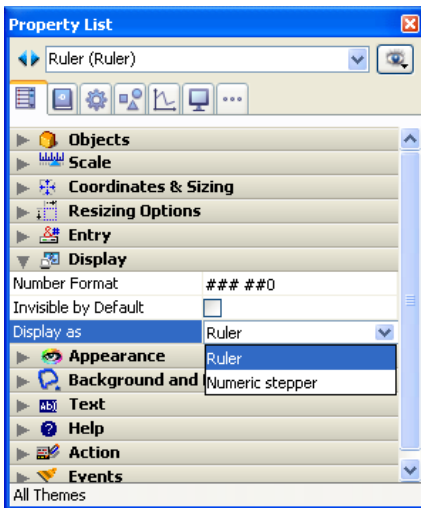 Property List
Ruler (Ruler)
Objects
Scale
Coordinates & Sizing
Resizing Options
Entry
Display
Number Format ### ##0
Invisible by Default
Display as Ruler
Ruler
Appearance
Numeric stepper
Background and
Text
Help
Action
Events
All Themes